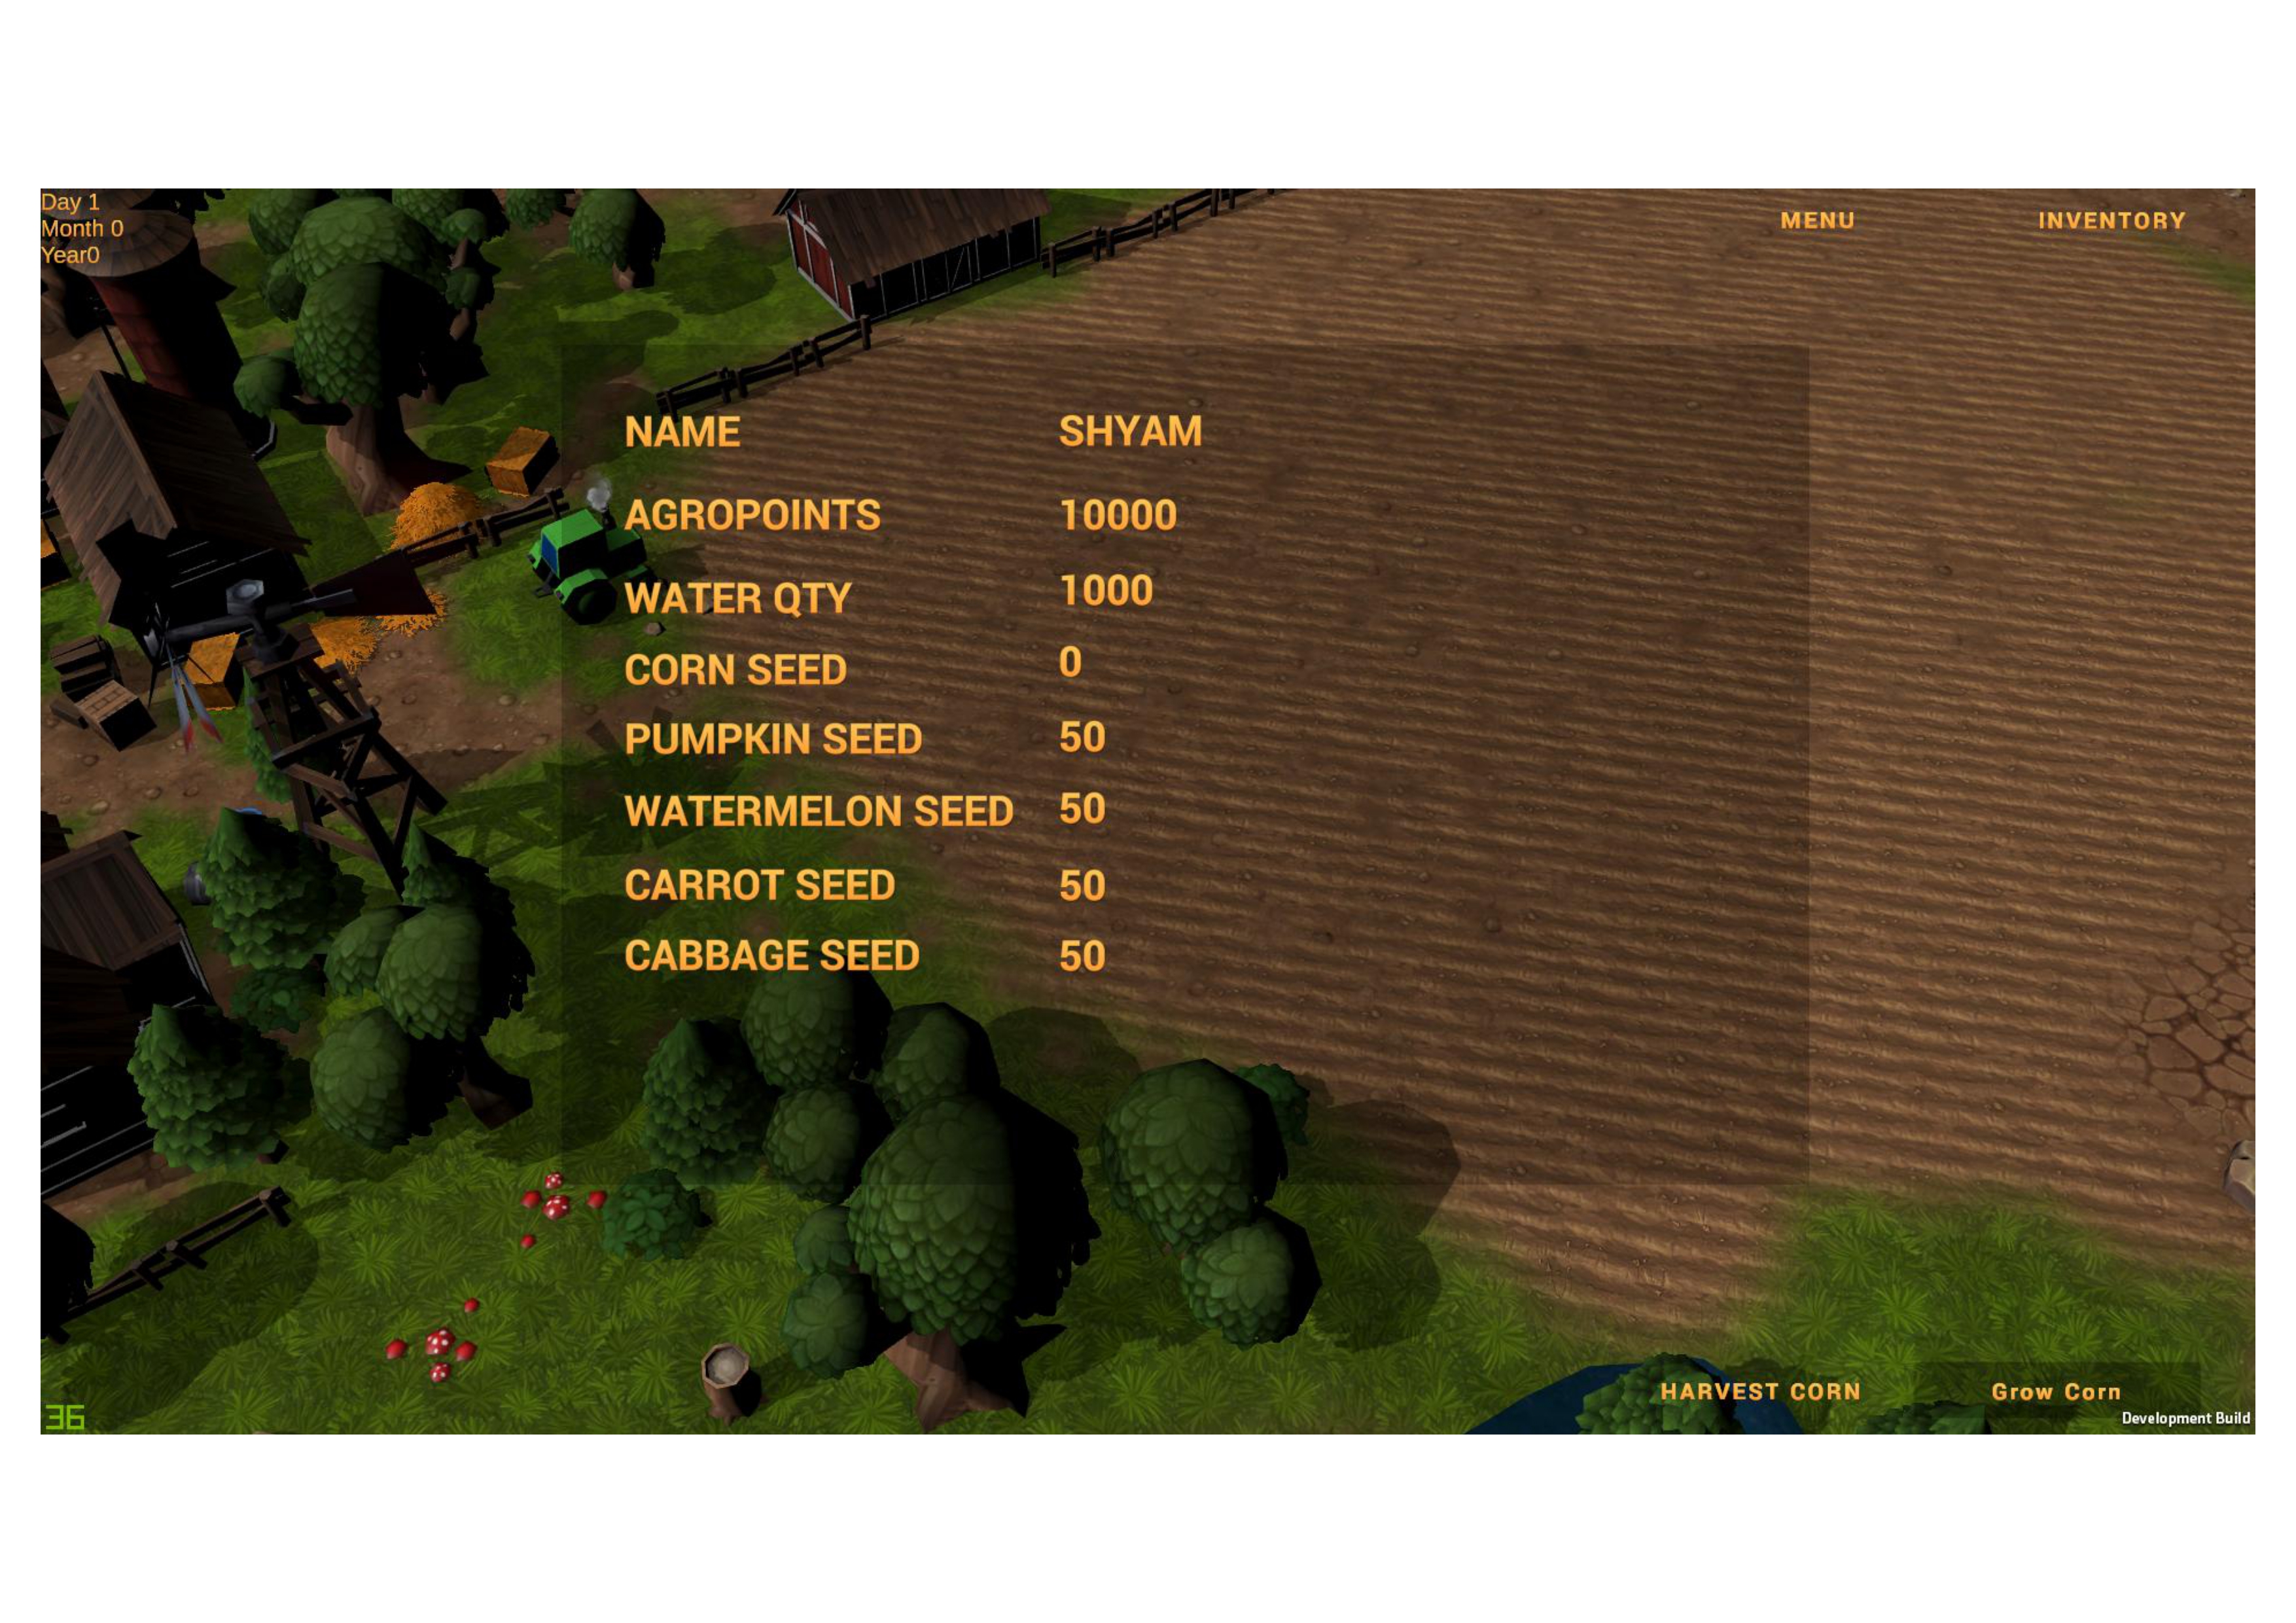 Day 1
Month 0
Year0
MENU INVENTORY
NAME SHYAM
AGROPOINTS 10000
WATER QTY 1000
CORN SEED 0
PUMPKIN SEED 50
WATERMELON SEED 50
CARROT SEED 50
CABBAGE SEED 50
HARVEST CORN Grow Corn
36
Development Build